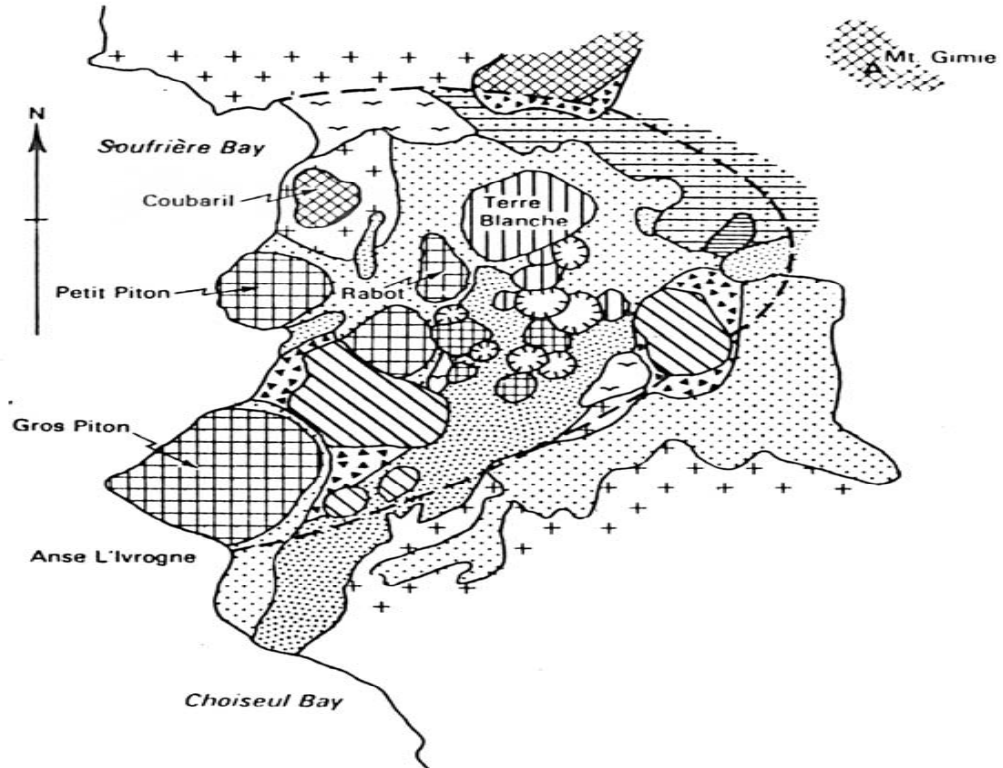 Mt. Gimie
N
Soufrière Bay
Coubaril
Terre
Blanche
Petit Piton
Rabot
Gros Piton
Anse L'Ivrogne
Choiseul Bay